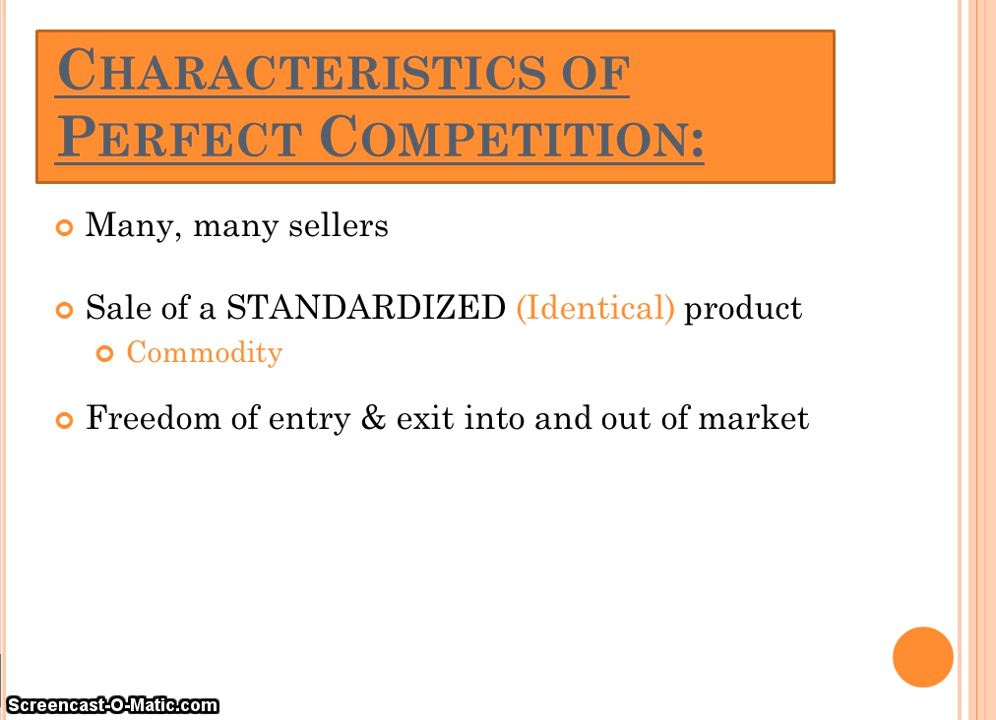 CHARACTERISTICS OF
PERFECT COMPETITION:
Many, many sellers
Sale of a STANDARDIZED (Identical) product
Commodity
Freedom of entry & exit into and out of market
Screencast-O-Matic.com